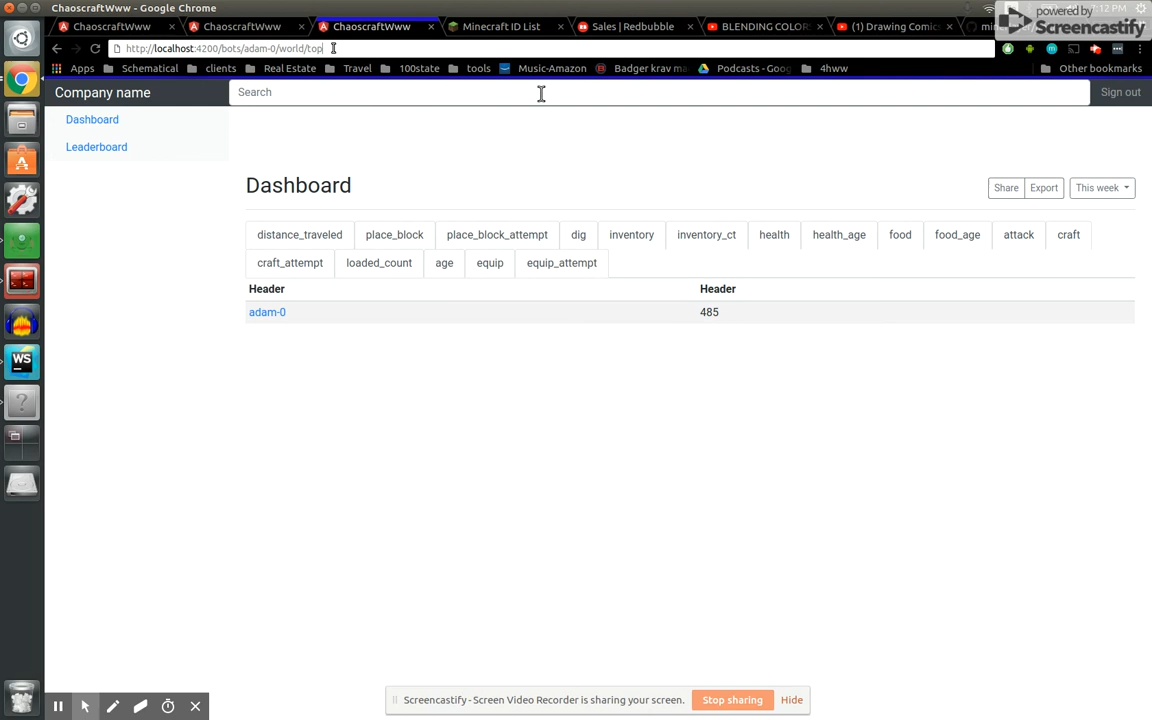 ChaoscraftWww - Google Chrome
7:12 PM
powered by
Screencastify
ChaoscraftWww
ChaoscraftWww
ChaoscraftWww
Minecraft ID List
Sales | Redbubble
BLENDING COLOR
(1) Drawing Comic
http://localhost:4200/bots/adam-0/world/top
Apps
Schematical
clients
Real Estate
Travel
100state
tools
Music-Amazon
Badger krav ma
Podcasts - Goog
4hww
Other bookmarks
Company name
Search
Sign out
Dashboard
Leaderboard
Dashboard
Share
Export
This week
distance_traveled
place_block
place_block_attempt
dig
inventory
inventory_ct
health
health_age
food
food_age
attack
craft
craft_attempt
loaded_count
age
equip
equip_attempt
Header
Header
adam-0
485
WS
?
Screencastify - Screen Video Recorder is sharing your screen.
Stop sharing
Hide